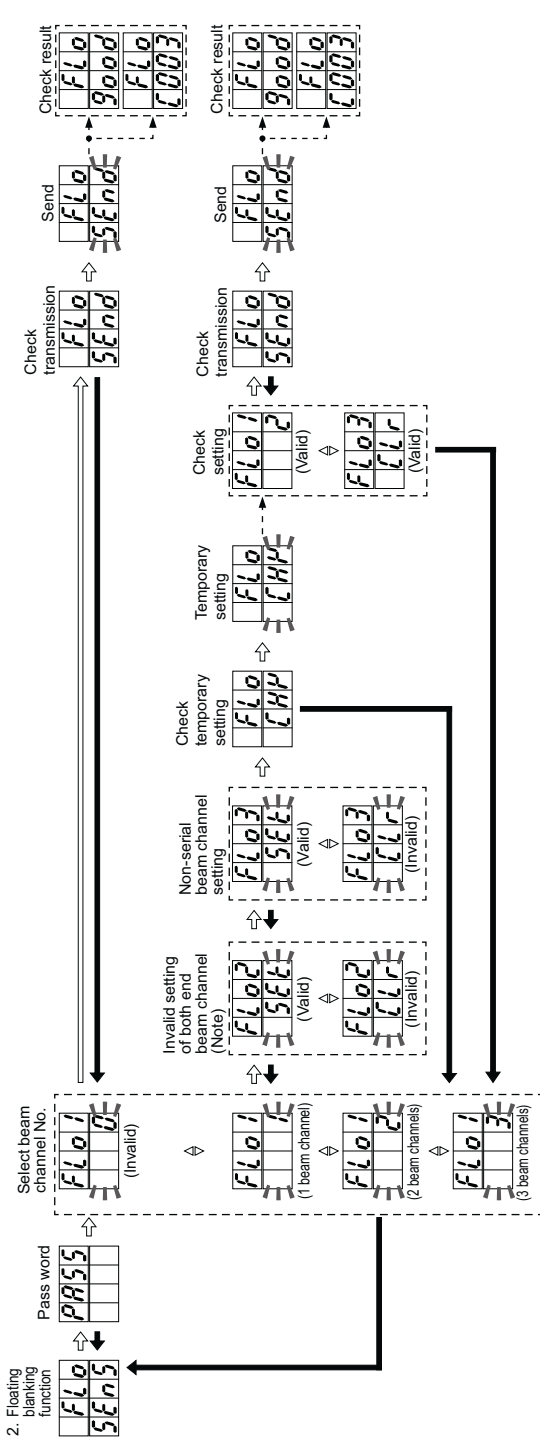 2. Floating
blanking
function
FLo
SEnS
Pass word
PASS
Select beam
channel No.
FLo1
0
(Invalid)
FLo1
1
(1 beam channel)
FLo1
2
(2 beam channels)
FLo1
3
(3 beam channels)
Invalid setting
of both end
beam channel
(Note)
FLo2
SEt
(Valid)
FLo2
CLr
(Invalid)
Non-serial
beam channel
setting
FLo3
SEt
(Valid)
FLo3
CLr
(Invalid)
Check
temporary
setting
FLo
CHY
Temporary
setting
FLo
CHY
Check
setting
FLo1
2
(Valid)
FLo3
CLr
(Valid)
Check
transmission
FLo
SEnd
Send
FLo
SEnd
Check result
FLo
good
FLo
C003
Check
transmission
FLo
SEnd
Send
FLo
SEnd
Check result
FLo
good
FLo
C003